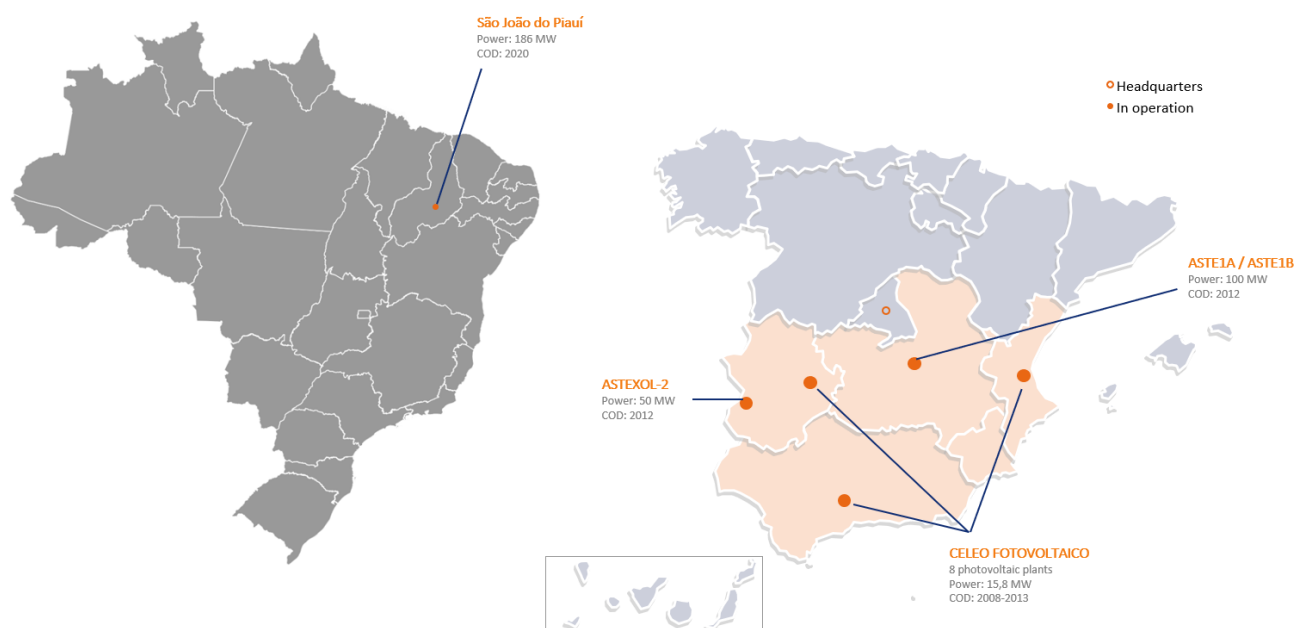 São João do Piauí
Power: 186 MW
COD: 2020
Headquarters
In operation
ASTE1A / ASTE1B
Power: 100 MW
COD: 2012
ASTEXOL-2
Power: 50 MW
COD: 2012
CELEO FOTOVOLTAICO
8 photovoltaic plants
Power: 15,8 MW
COD: 2008-2013